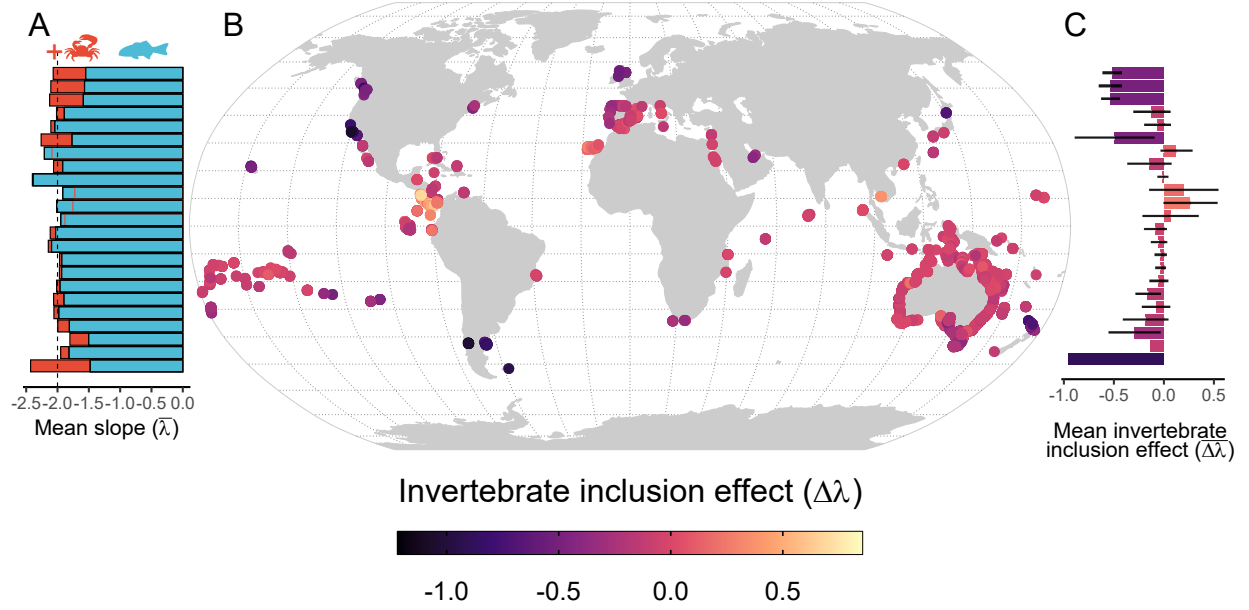 A
B
C
+
-2.5 -2.0 -1.5 -1.0 -0.5 0.0
Mean slope (λ̅)
-1.0 -0.5 0.0 0.5
Mean invertebrate
inclusion effect (Δλ̅)
Invertebrate inclusion effect (Δλ)
-1.0 -0.5 0.0 0.5